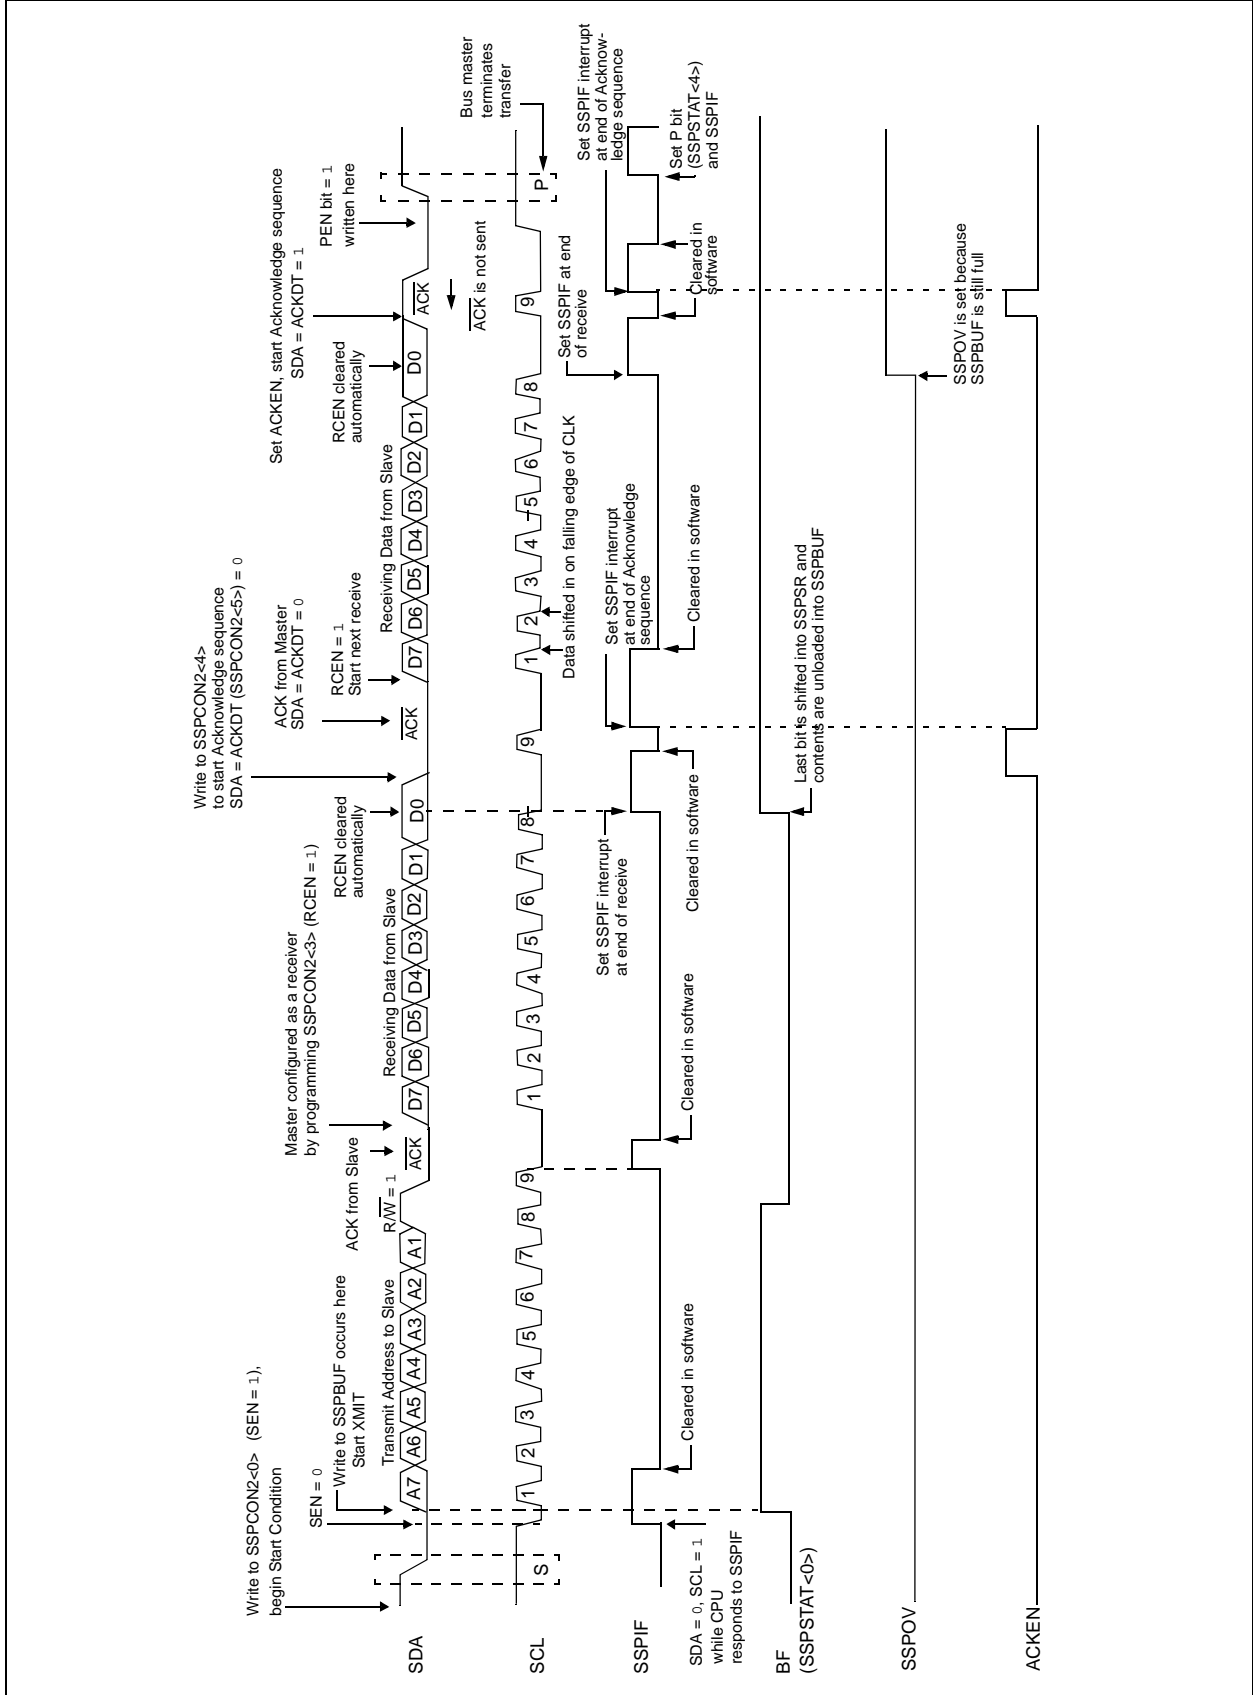 Write to SSPCON2<4>
to start Acknowledge sequence
SDA = ACKDT (SSPCON2<5>) = 0
Write to SSPCON2<0> (SEN = 1),
begin Start Condition
Master configured as a receiver
by programming SSPCON2<3> (RCEN = 1)
ACK from Master
SDA = ACKDT = 0
Set ACKEN, start Acknowledge sequence
SDA = ACKDT = 1
SEN = 0
Write to SSPBUF occurs here
Start XMIT
ACK from Slave
RCEN cleared
automatically
RCEN = 1
Start next receive
RCEN cleared
automatically
PEN bit = 1
written here
Transmit Address to Slave
R/W = 1
Receiving Data from Slave
Receiving Data from Slave
SDA
A7 A6 A5 A4 A3 A2 A1
ACK
D7 D6 D5 D4 D3 D2 D1 D0
ACK
D7 D6 D5 D4 D3 D2 D1 D0
ACK
ACK is not sent
Bus master
terminates
transfer
SCL
S
1 2 3 4 5 6 7 8 9
1 2 3 4 5 6 7 8 9
1 2 3 4 5 6 7 8 9
P
Data shifted in on falling edge of CLK
Set SSPIF interrupt
at end of receive
Set SSPIF interrupt
at end of Acknowledge
sequence
Set SSPIF at end
of receive
Set SSPIF interrupt
at end of Acknow-
ledge sequence
SSPIF
SDA = 0, SCL = 1
while CPU
responds to SSPIF
Cleared in software
Cleared in software
Cleared in software
Cleared in software
Cleared in
software
Set P bit
(SSPSTAT<4>)
and SSPIF
BF
(SSPSTAT<0>)
Last bit is shifted into SSPSR and
contents are unloaded into SSPBUF
SSPOV
SSPOV is set because
SSPBUF is still full
ACKEN